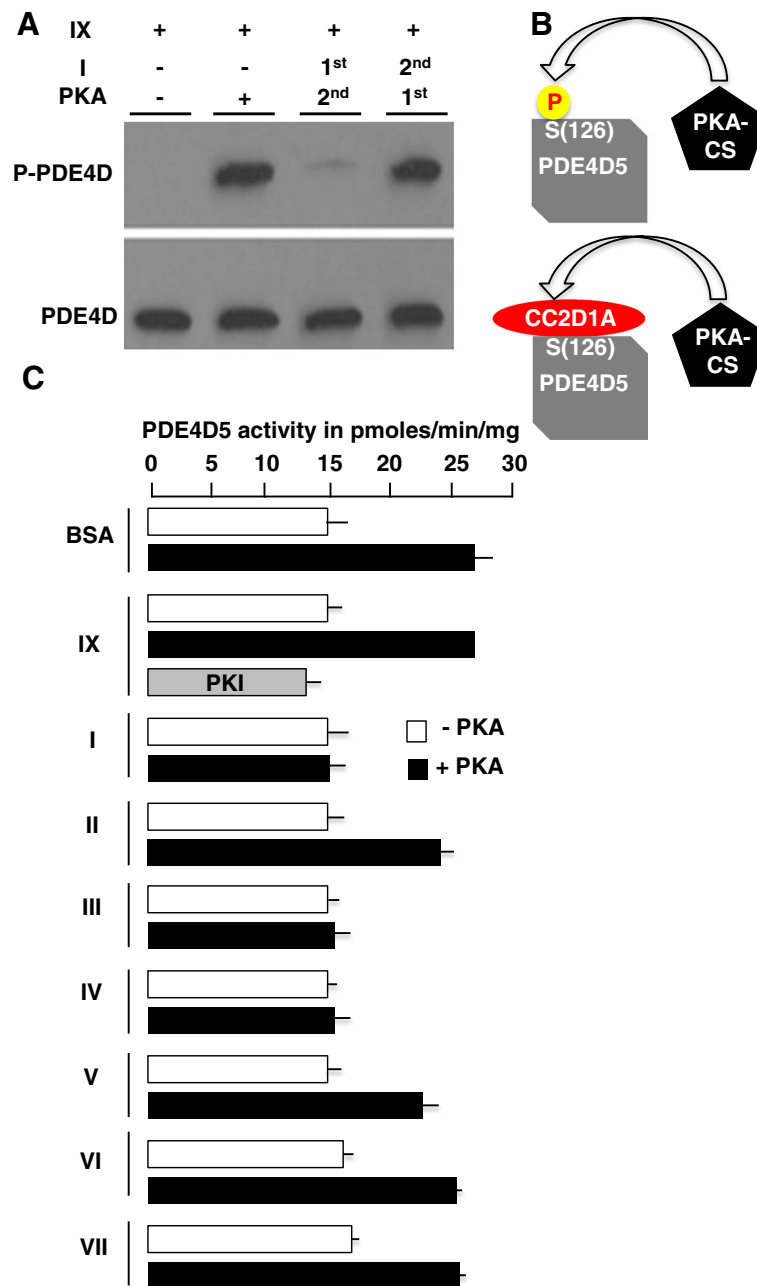 A
IX + + + +
I - - 1st 2nd
PKA - + 2nd 1st
P-PDE4D
PDE4D
B
P
S(126)
PDE4D5
PKA-
CS
CC2D1A
S(126)
PDE4D5
PKA-
CS
C
PDE4D5 activity in pmoles/min/mg
0 5 10 15 20 25 30
BSA
IX
PKI
I
- PKA
+ PKA
II
III
IV
V
VI
VII